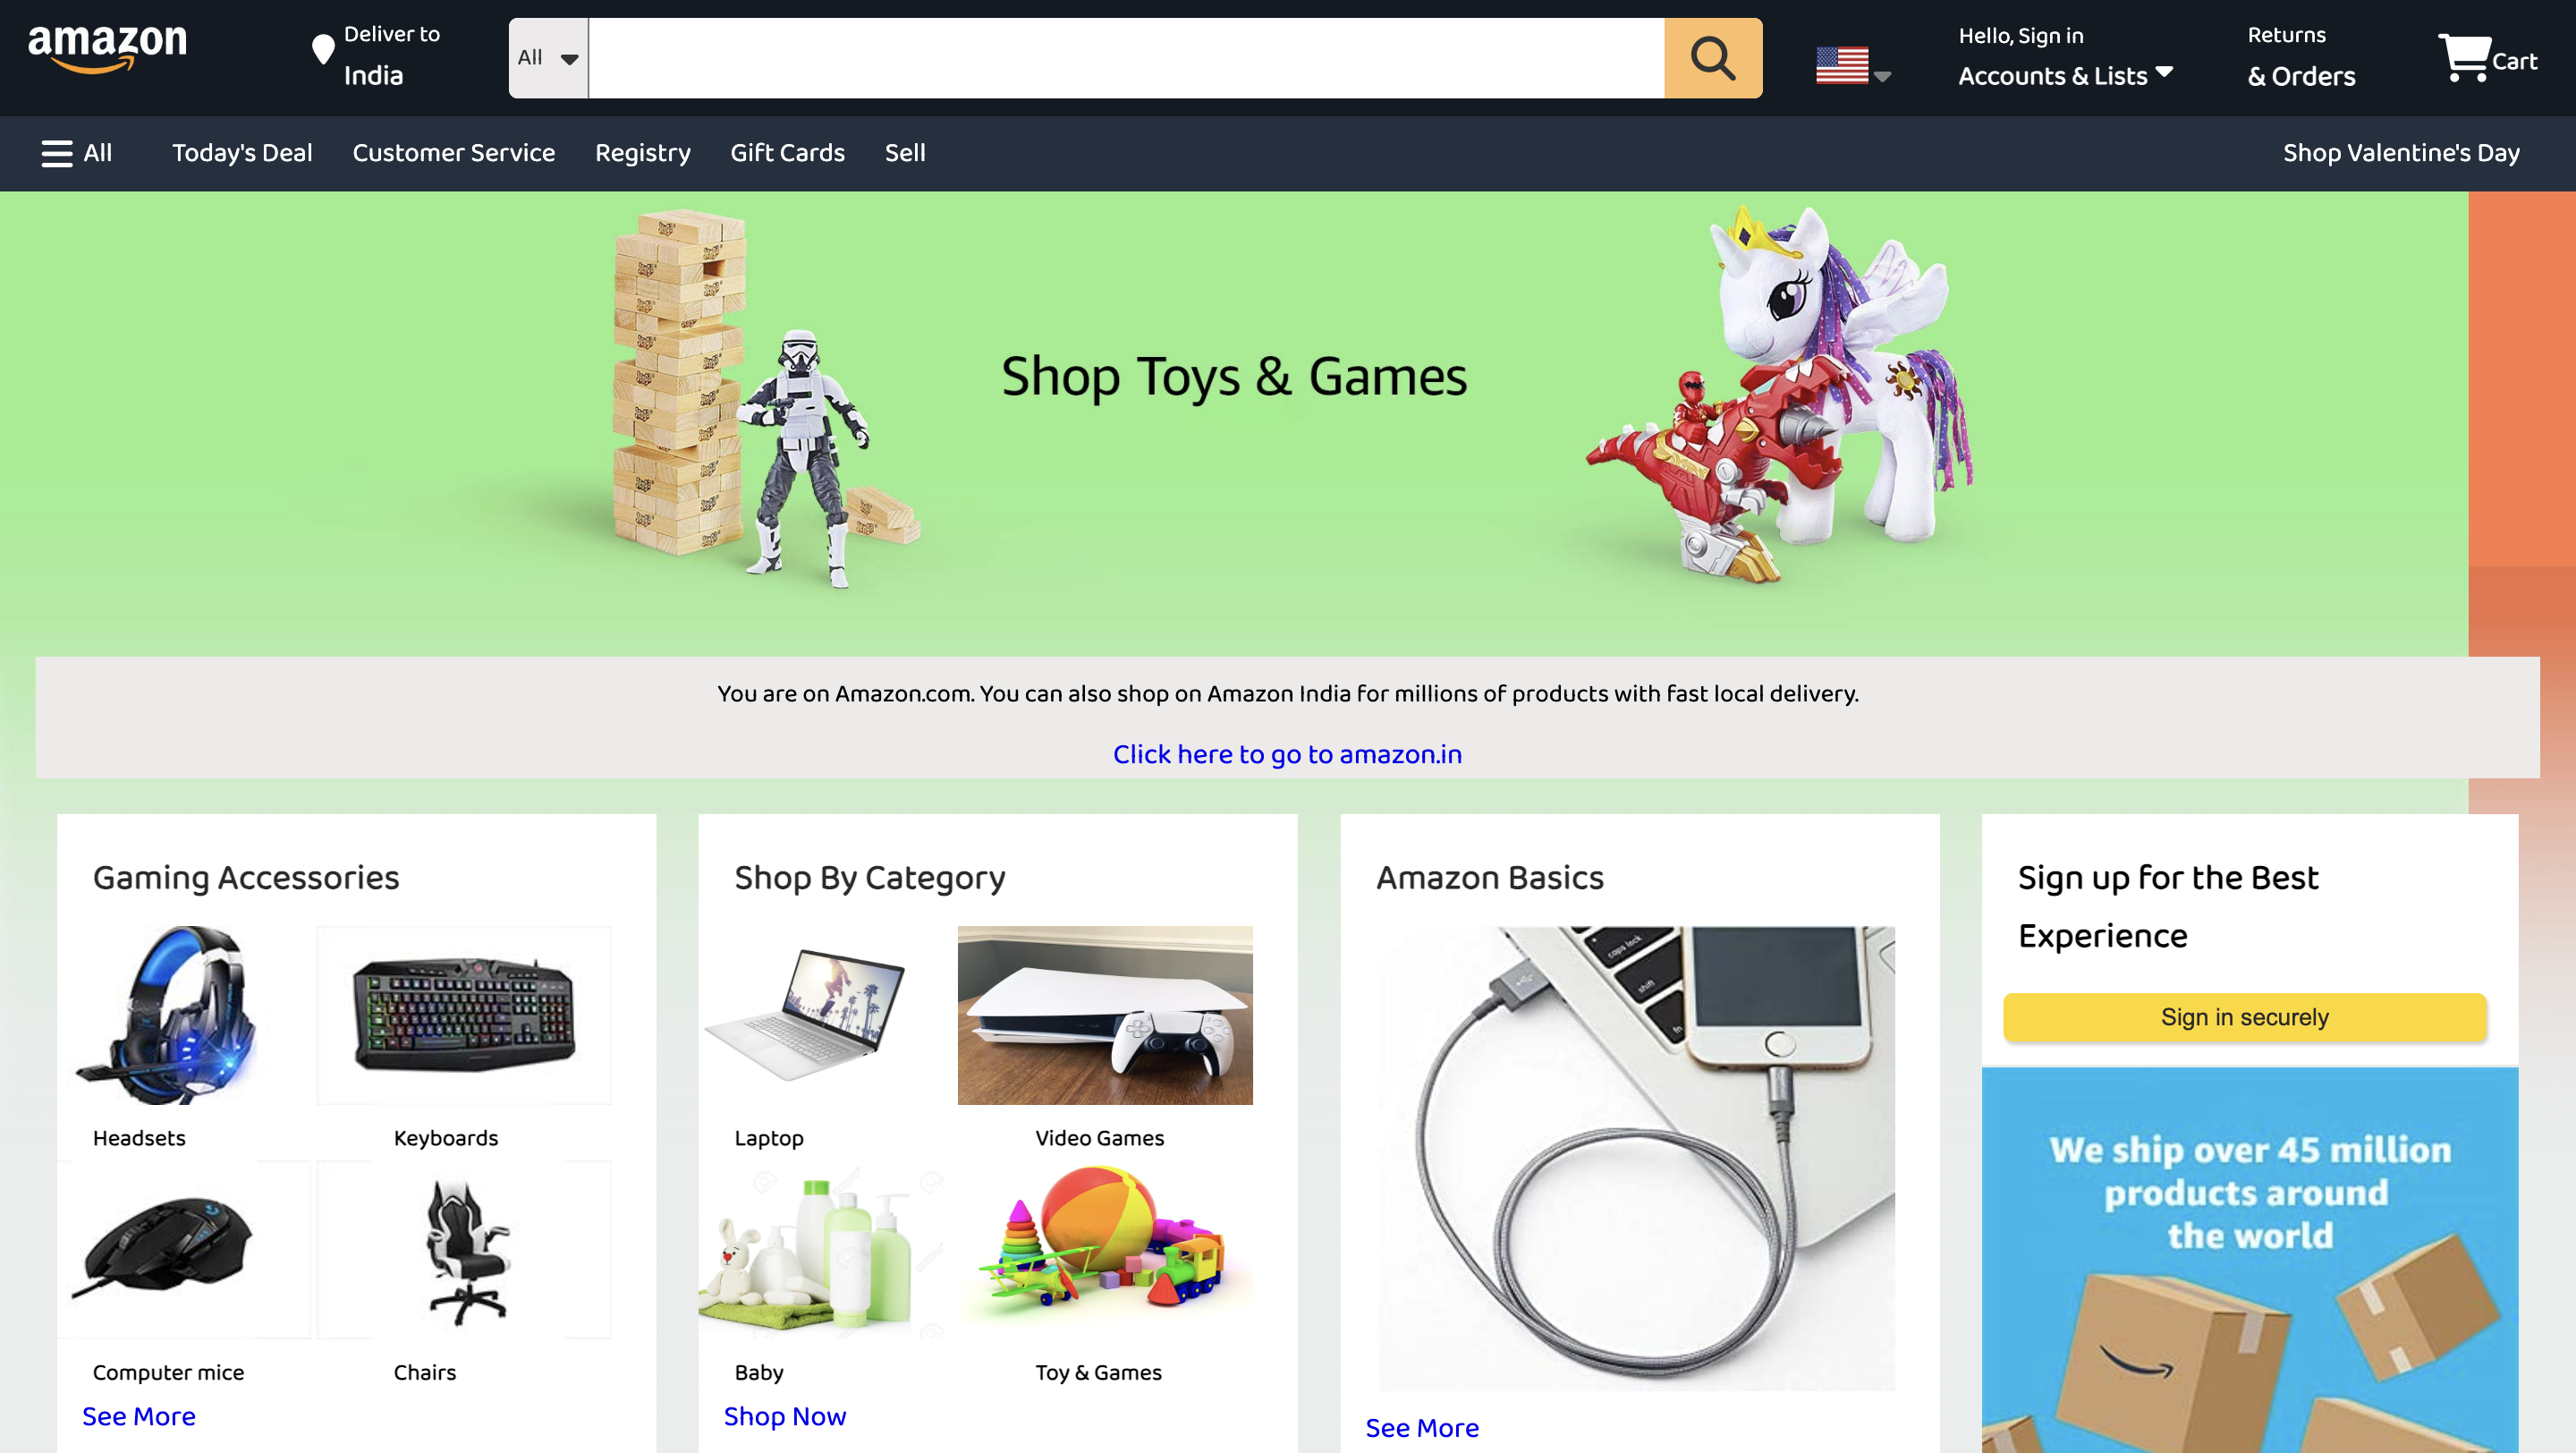 amazon
Deliver to
India
All
Hello, Sign in
Accounts & Lists
Returns
& Orders
Cart
All
Today's Deal
Customer Service
Registry
Gift Cards
Sell
Shop Valentine's Day
Shop Toys & Games
You are on Amazon.com. You can also shop on Amazon India for millions of products with fast local delivery.
Click here to go to amazon.in
Gaming Accessories
Headsets
Keyboards
Computer mice
Chairs
See More
Shop By Category
Laptop
Video Games
Baby
Toy & Games
Shop Now
Amazon Basics
caps lock
shift
fn
See More
Sign up for the Best
Experience
Sign in securely
We ship over 45 million
products around
the world